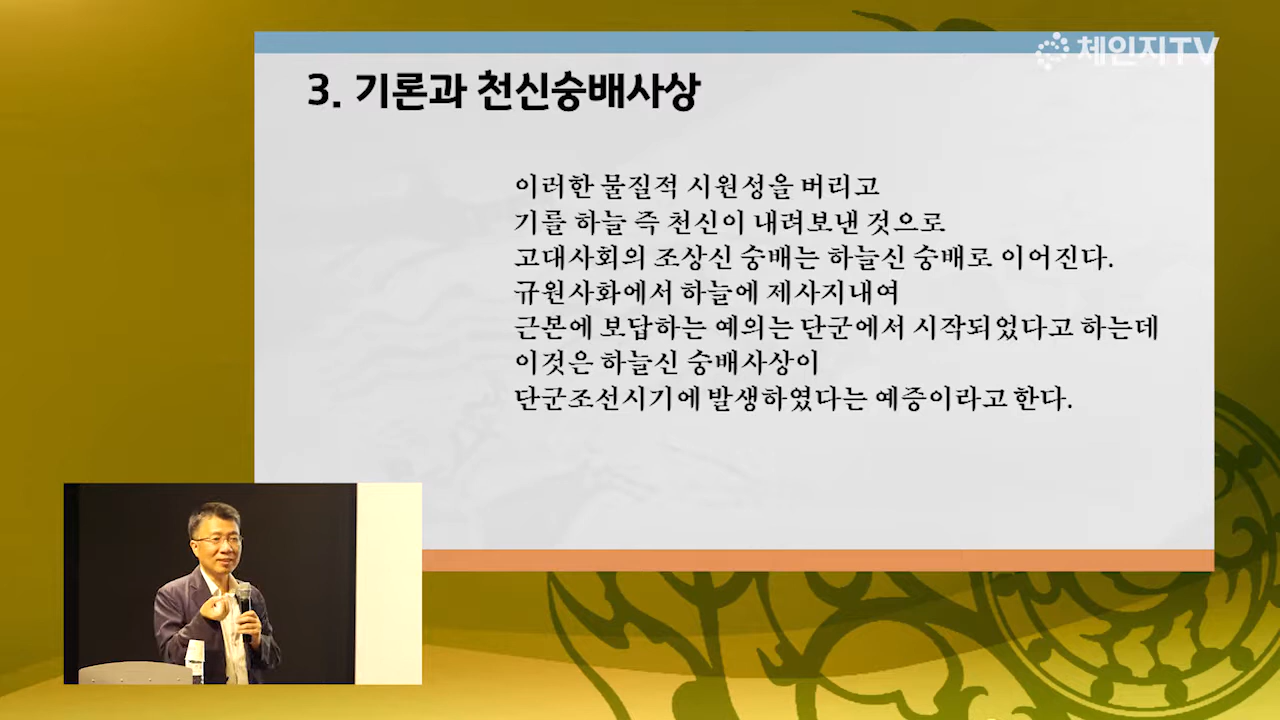 체인지TV
3. 기론과 천신숭배사상
이러한 물질적 시원성을 버리고
기를 하늘 즉 천신이 내려보낸 것으로
고대사회의 조상신 숭배는 하늘신 숭배로 이어진다.
규원사화에서 하늘에 제사지내여
근본에 보답하는 예의는 단군에서 시작되었다고 하는데
이것은 하늘신 숭배사상이
단군조선시기에 발생하였다는 예증이라고 한다.